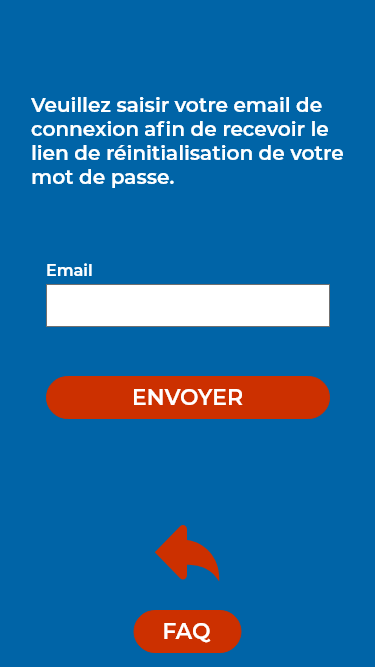 Veuillez saisir votre email de
connexion afin de recevoir le
lien de réinitialisation de votre
mot de passe.
Email
ENVOYER
FAQ